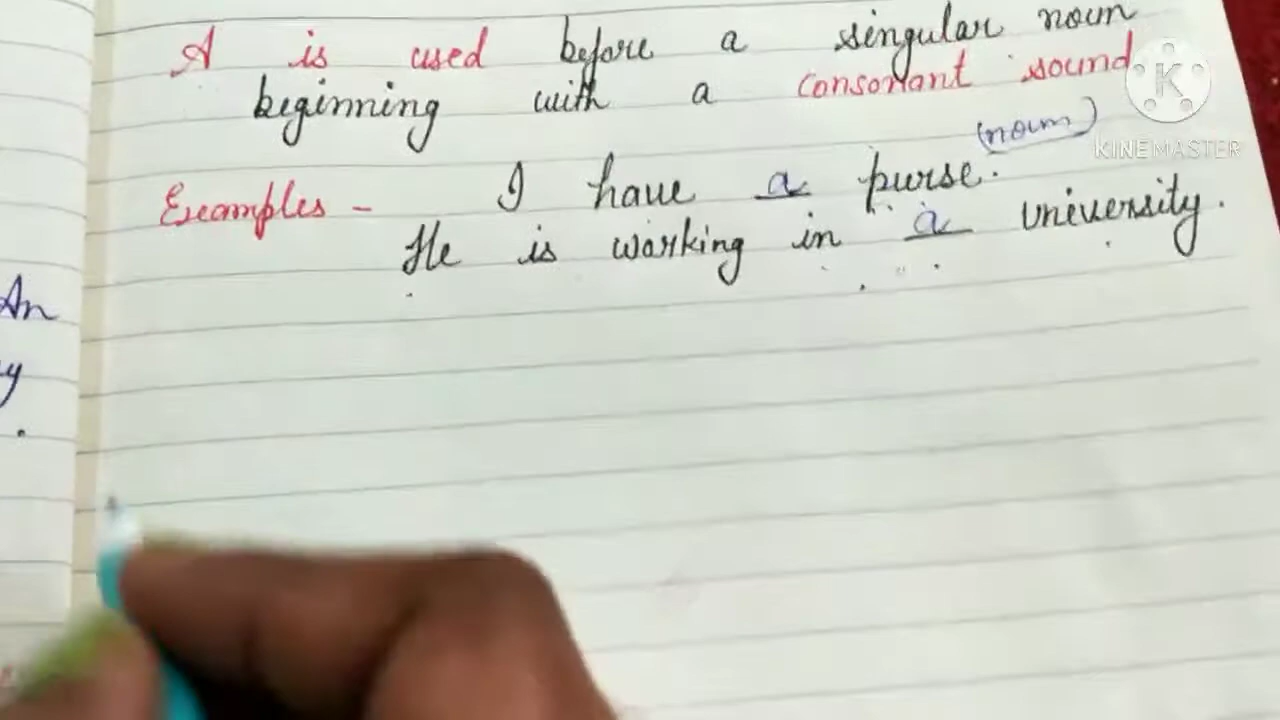 A is used before a singular noun
beginning with a consonant sound
(noun)
Examples - I have a purse.
He is working in a university.
An
y
.
K
KINEMASTER